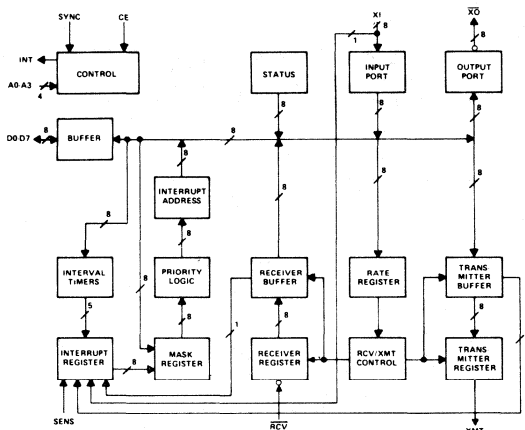 SYNC CE
XI
8
1
XO
8
INT
A0-A3
4
CONTROL
STATUS
INPUT
PORT
OUTPUT
PORT
8
8
8
D0-D7
8
BUFFER
8
8
INTERRUPT
ADDRESS
8
8
8
8
8
8
INTERVAL
TIMERS
PRIORITY
LOGIC
RECEIVER
BUFFER
RATE
REGISTER
TRANS
MITTER
BUFFER
5
8
1
8
8
INTERRUPT
REGISTER
8
MASK
REGISTER
RECEIVER
REGISTER
RCV/XMT
CONTROL
TRANS
MITTER
REGISTER
SENS
RCV
XMT